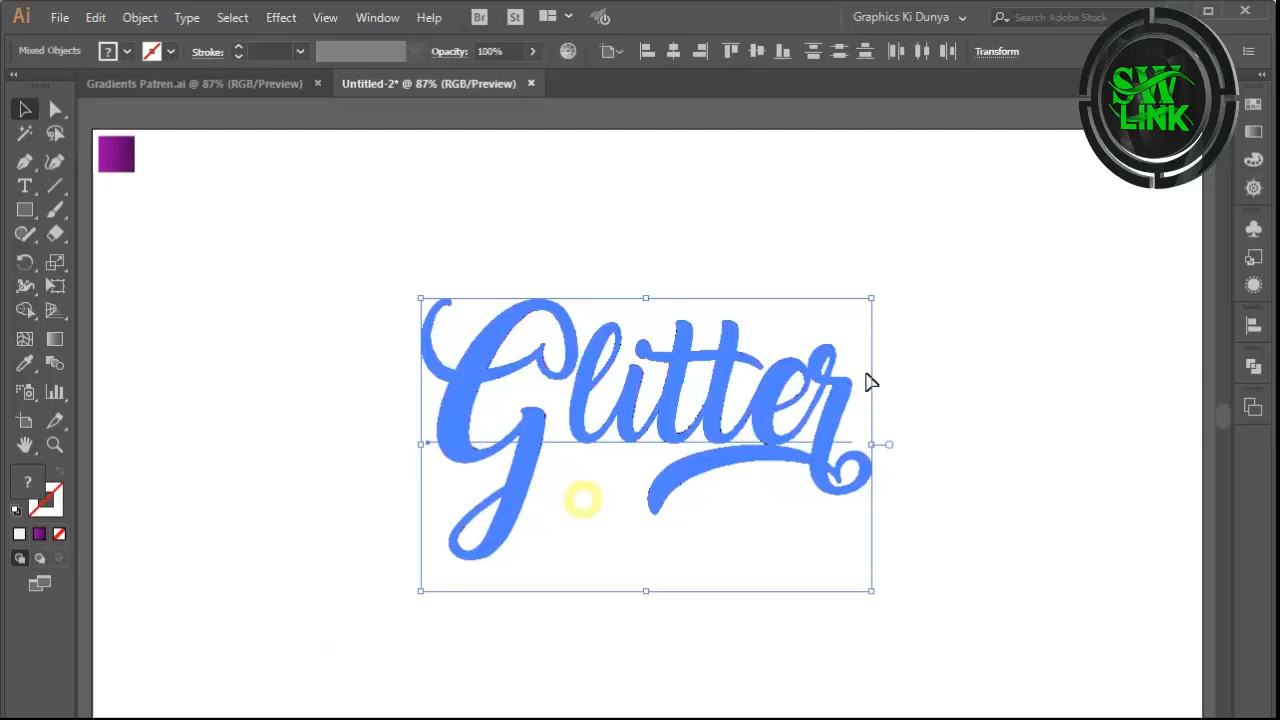 Ai File Edit Object Type Select Effect View Window Help Br St Graphics Ki Dunya Search Adobe Stock
Mixed Objects ? Stroke: Opacity: 100% Transform
Gradients Patren.ai @ 87% (RGB/Preview) × Untitled-2* @ 87% (RGB/Preview) ×
SW
LINK
T
Glitter
?